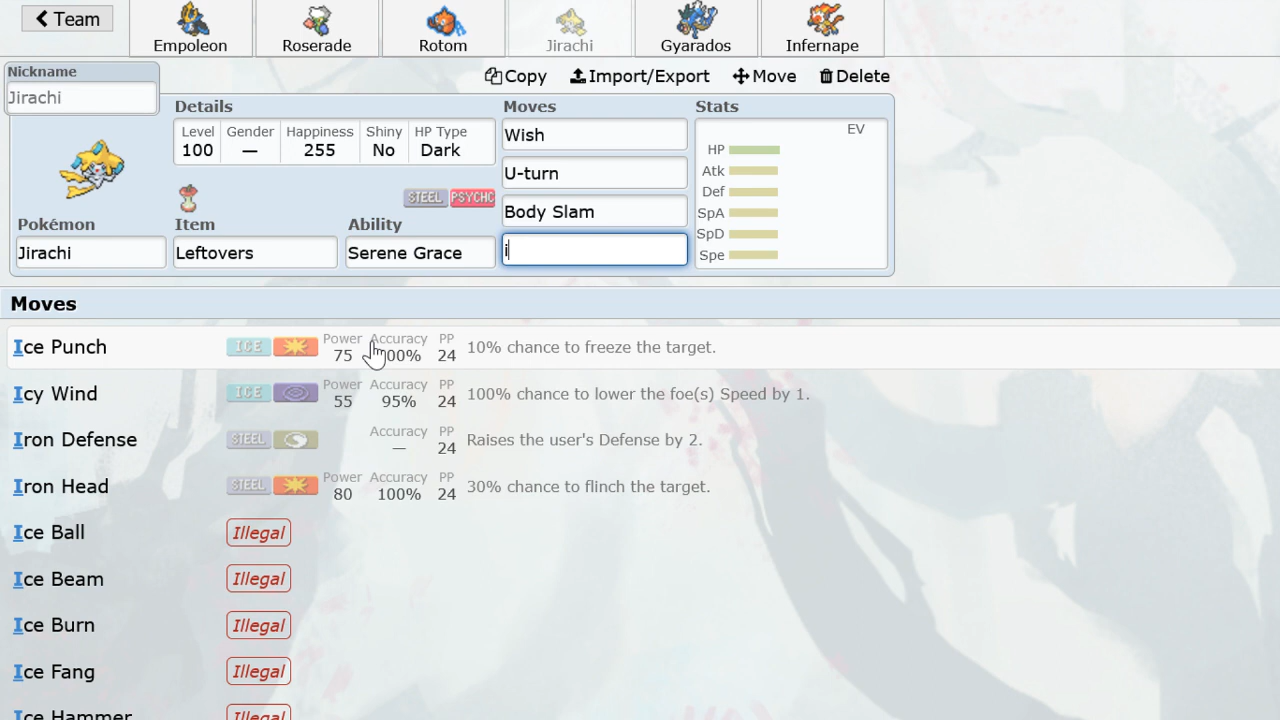 Team
Empoleon
Roserade
Rotom
Jirachi
Gyarados
Infernape
Nickname
Jirachi
Copy
Import/Export
Move
Delete
Details
Level
100
Gender
—
Happiness
255
Shiny
No
HP Type
Dark
STEEL PSYCHC
Pokémon
Jirachi
Item
Leftovers
Ability
Serene Grace
Moves
Wish
U-turn
Body Slam
i
Stats
EV
HP
Atk
Def
SpA
SpD
Spe
Moves
Ice Punch ICE Power 75 Accuracy 00% PP 24 10% chance to freeze the target.
Icy Wind ICE Power 55 Accuracy 95% PP 24 100% chance to lower the foe(s) Speed by 1.
Iron Defense STEEL Accuracy — PP 24 Raises the user's Defense by 2.
Iron Head STEEL Power 80 Accuracy 100% PP 24 30% chance to flinch the target.
Ice Ball Illegal
Ice Beam Illegal
Ice Burn Illegal
Ice Fang Illegal
Ice Hammer Illegal